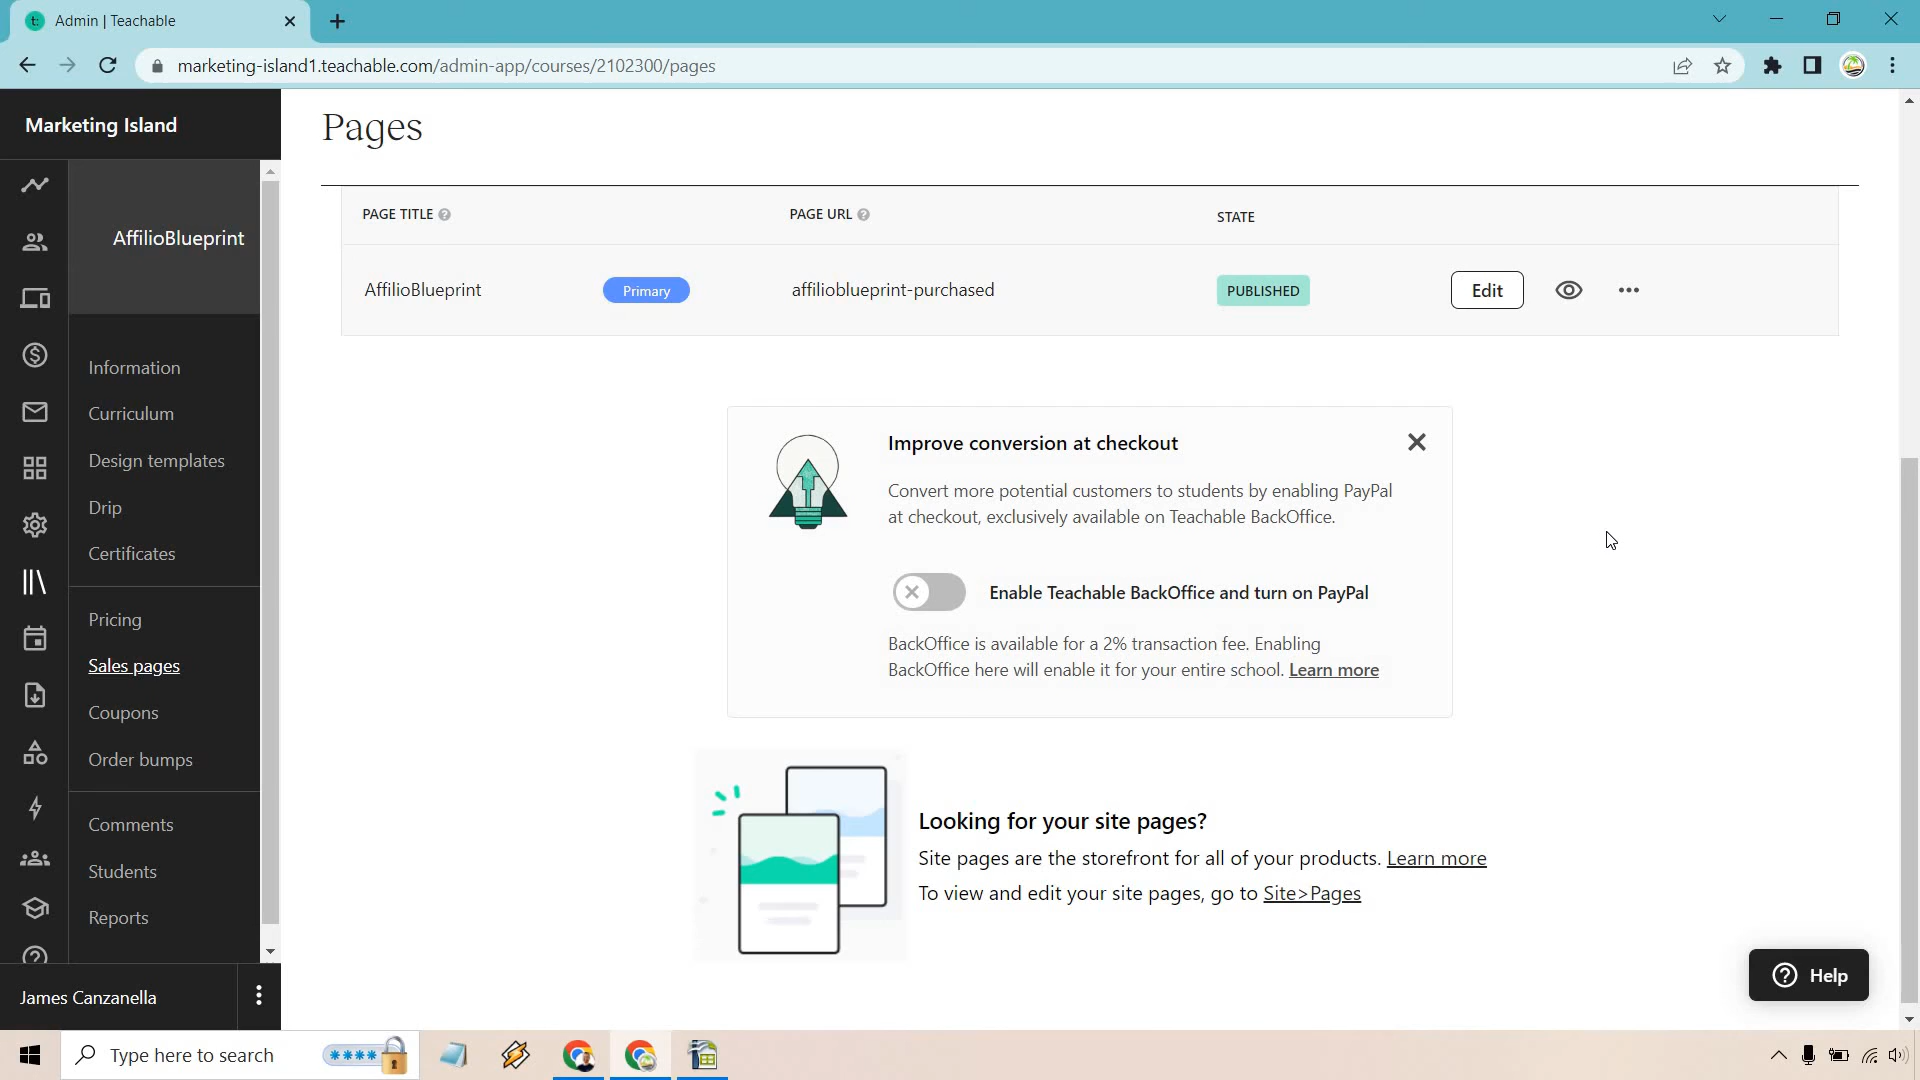 Admin | Teachable
marketing-island1.teachable.com/admin-app/courses/2102300/pages
Marketing Island
AffilioBlueprint
Information
Curriculum
Design templates
Drip
Certificates
Pricing
Sales pages
Coupons
Order bumps
Comments
Students
Reports
James Canzanella
Pages
PAGE TITLE
PAGE URL
STATE
AffilioBlueprint
Primary
affilioblueprint-purchased
PUBLISHED
Edit
Improve conversion at checkout
Convert more potential customers to students by enabling PayPal
at checkout, exclusively available on Teachable BackOffice.
Enable Teachable BackOffice and turn on PayPal
BackOffice is available for a 2% transaction fee. Enabling
BackOffice here will enable it for your entire school. Learn more
Looking for your site pages?
Site pages are the storefront for all of your products. Learn more
To view and edit your site pages, go to Site>Pages
Help
Type here to search